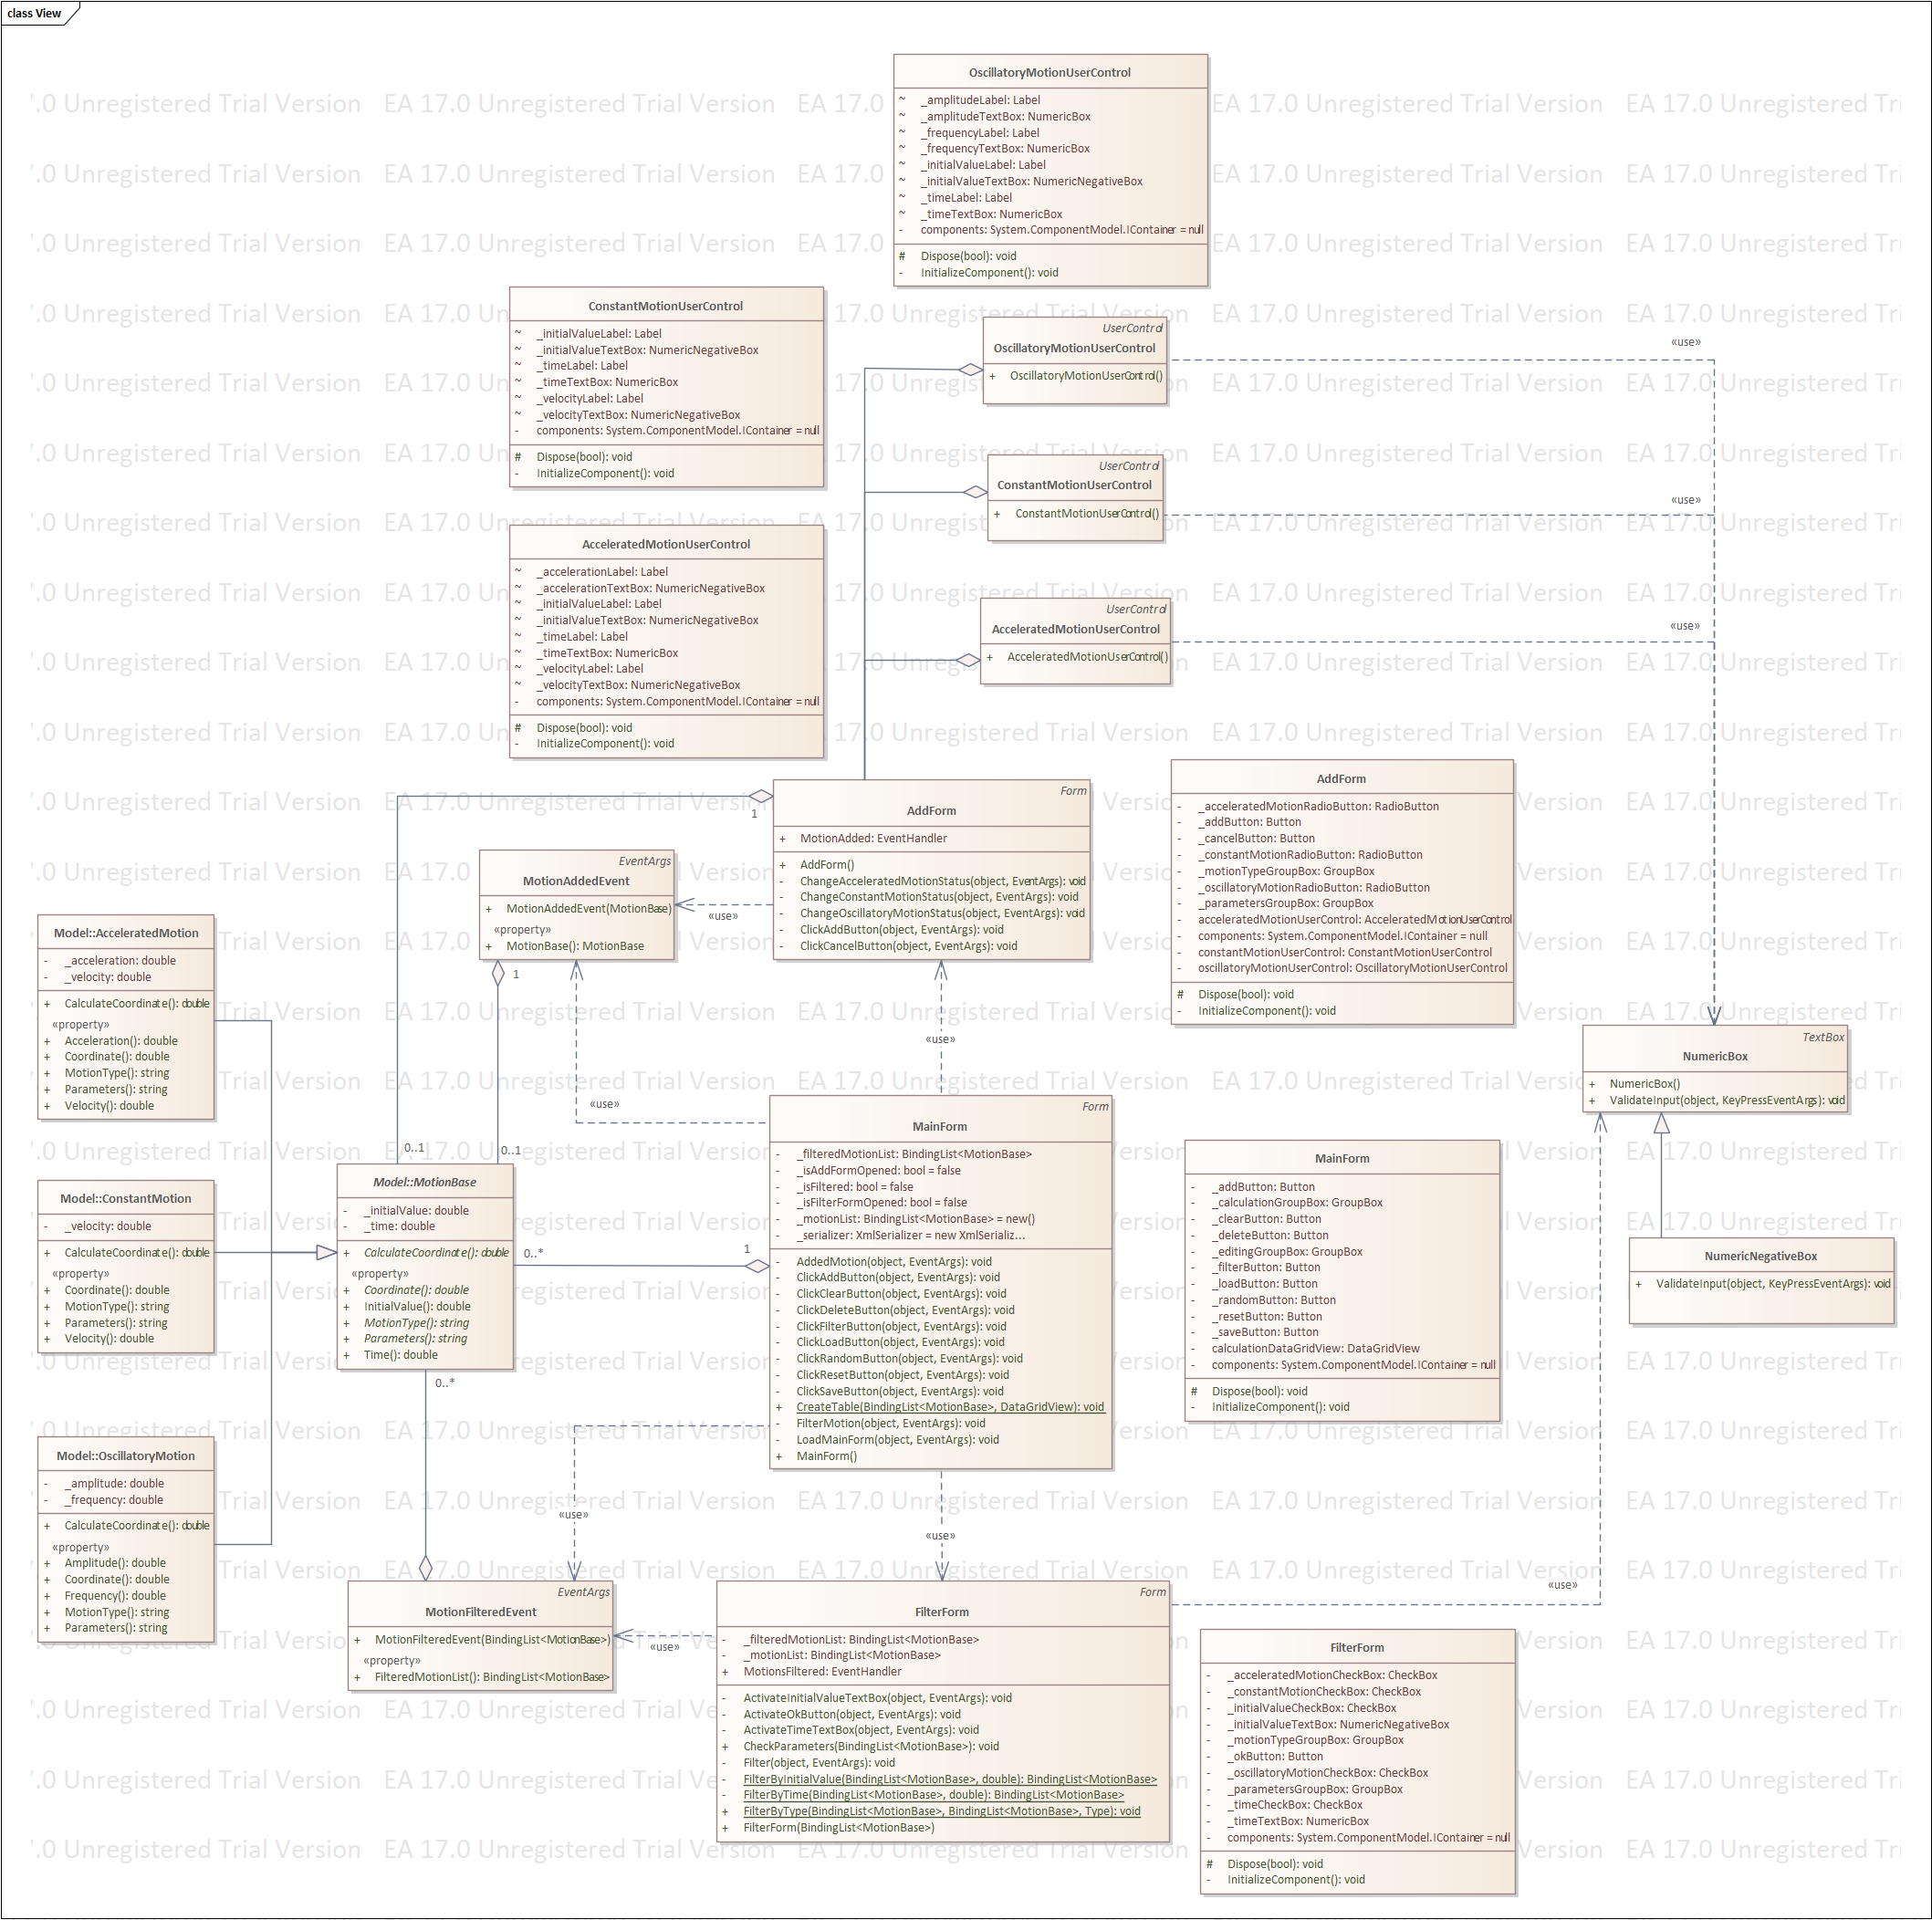 class View
OscillatoryMotionUserControl
~ _amplitudeLabel: Label
~ _amplitudeTextBox: NumericBox
~ _frequencyLabel: Label
~ _frequencyTextBox: NumericBox
~ _initialValueLabel: Label
~ _initialValueTextBox: NumericNegativeBox
~ _timeLabel: Label
~ _timeTextBox: NumericBox
- components: System.ComponentModel.IContainer = null
# Dispose(bool): void
- InitializeComponent(): void
ConstantMotionUserControl
~ _initialValueLabel: Label
~ _initialValueTextBox: NumericNegativeBox
~ _timeLabel: Label
~ _timeTextBox: NumericBox
~ _velocityLabel: Label
~ _velocityTextBox: NumericNegativeBox
- components: System.ComponentModel.IContainer = null
# Dispose(bool): void
- InitializeComponent(): void
UserControl
OscillatoryMotionUserControl
+ OscillatoryMotionUserControl()
«use»
UserControl
ConstantMotionUserControl
+ ConstantMotionUserControl()
«use»
AcceleratedMotionUserControl
~ _accelerationLabel: Label
~ _accelerationTextBox: NumericNegativeBox
~ _initialValueLabel: Label
~ _initialValueTextBox: NumericNegativeBox
~ _timeLabel: Label
~ _timeTextBox: NumericBox
~ _velocityLabel: Label
~ _velocityTextBox: NumericNegativeBox
- components: System.ComponentModel.IContainer = null
# Dispose(bool): void
- InitializeComponent(): void
UserControl
AcceleratedMotionUserControl
+ AcceleratedMotionUserControl()
«use»
Form
AddForm
+ MotionAdded: EventHandler
+ AddForm()
- ChangeAcceleratedMotionStatus(object, EventArgs): void
- ChangeConstantMotionStatus(object, EventArgs): void
- ChangeOscillatoryMotionStatus(object, EventArgs): void
- ClickAddButton(object, EventArgs): void
- ClickCancelButton(object, EventArgs): void
1
AddForm
- _acceleratedMotionRadioButton: RadioButton
- _addButton: Button
- _cancelButton: Button
- _constantMotionRadioButton: RadioButton
- _motionTypeGroupBox: GroupBox
- _oscillatoryMotionRadioButton: RadioButton
- _parametersGroupBox: GroupBox
- acceleratedMotionUserControl: AcceleratedMotionUserControl
- components: System.ComponentModel.IContainer = null
- constantMotionUserControl: ConstantMotionUserControl
- oscillatoryMotionUserControl: OscillatoryMotionUserControl
# Dispose(bool): void
- InitializeComponent(): void
EventArgs
MotionAddedEvent
+ MotionAddedEvent(MotionBase)
«property»
+ MotionBase(): MotionBase
«use»
1
Model::AcceleratedMotion
- _acceleration: double
- _velocity: double
+ CalculateCoordinate(): double
«property»
+ Acceleration(): double
+ Coordinate(): double
+ MotionType(): string
+ Parameters(): string
+ Velocity(): double
«use»
«use»
TextBox
NumericBox
+ NumericBox()
+ ValidateInput(object, KeyPressEventArgs): void
0..1
0..1
Model::ConstantMotion
- _velocity: double
+ CalculateCoordinate(): double
«property»
+ Coordinate(): double
+ MotionType(): string
+ Parameters(): string
+ Velocity(): double
Model::MotionBase
- _initialValue: double
- _time: double
+ CalculateCoordinate(): double
«property»
+ Coordinate(): double
+ InitialValue(): double
+ MotionType(): string
+ Parameters(): string
+ Time(): double
0..*
1
0..*
Form
MainForm
- _filteredMotionList: BindingList<MotionBase>
- _isAddFormOpened: bool = false
- _isFiltered: bool = false
- _isFilterFormOpened: bool = false
- _motionList: BindingList<MotionBase> = new()
- _serializer: XmlSerializer = new XmlSerializ...
- AddedMotion(object, EventArgs): void
- ClickAddButton(object, EventArgs): void
- ClickClearButton(object, EventArgs): void
- ClickDeleteButton(object, EventArgs): void
- ClickFilterButton(object, EventArgs): void
- ClickLoadButton(object, EventArgs): void
- ClickRandomButton(object, EventArgs): void
- ClickResetButton(object, EventArgs): void
- ClickSaveButton(object, EventArgs): void
+ CreateTable(BindingList<MotionBase>, DataGridView): void
- FilterMotion(object, EventArgs): void
- LoadMainForm(object, EventArgs): void
+ MainForm()
MainForm
- _addButton: Button
- _calculationGroupBox: GroupBox
- _clearButton: Button
- _deleteButton: Button
- _editingGroupBox: GroupBox
- _filterButton: Button
- _loadButton: Button
- _randomButton: Button
- _resetButton: Button
- _saveButton: Button
- calculationDataGridView: DataGridView
- components: System.ComponentModel.IContainer = null
# Dispose(bool): void
- InitializeComponent(): void
NumericNegativeBox
+ ValidateInput(object, KeyPressEventArgs): void
Model::OscillatoryMotion
- _amplitude: double
- _frequency: double
+ CalculateCoordinate(): double
«property»
+ Amplitude(): double
+ Coordinate(): double
+ Frequency(): double
+ MotionType(): string
+ Parameters(): string
«use»
«use»
«use»
EventArgs
MotionFilteredEvent
+ MotionFilteredEvent(BindingList<MotionBase>)
«property»
+ FilteredMotionList(): BindingList<MotionBase>
«use»
Form
FilterForm
- _filteredMotionList: BindingList<MotionBase>
- _motionList: BindingList<MotionBase>
+ MotionsFiltered: EventHandler
- ActivateInitialValueTextBox(object, EventArgs): void
- ActivateOkButton(object, EventArgs): void
- ActivateTimeTextBox(object, EventArgs): void
+ CheckParameters(BindingList<MotionBase>): void
- Filter(object, EventArgs): void
- FilterByInitialValue(BindingList<MotionBase>, double): BindingList<MotionBase>
- FilterByTime(BindingList<MotionBase>, double): BindingList<MotionBase>
+ FilterByType(BindingList<MotionBase>, BindingList<MotionBase>, Type): void
+ FilterForm(BindingList<MotionBase>)
FilterForm
- _acceleratedMotionCheckBox: CheckBox
- _constantMotionCheckBox: CheckBox
- _initialValueCheckBox: CheckBox
- _initialValueTextBox: NumericNegativeBox
- _motionTypeGroupBox: GroupBox
- _okButton: Button
- _oscillatoryMotionCheckBox: CheckBox
- _parametersGroupBox: GroupBox
- _timeCheckBox: CheckBox
- _timeTextBox: NumericBox
- components: System.ComponentModel.IContainer = null
# Dispose(bool): void
- InitializeComponent(): void
EA 17.0 Unregistered Trial Version